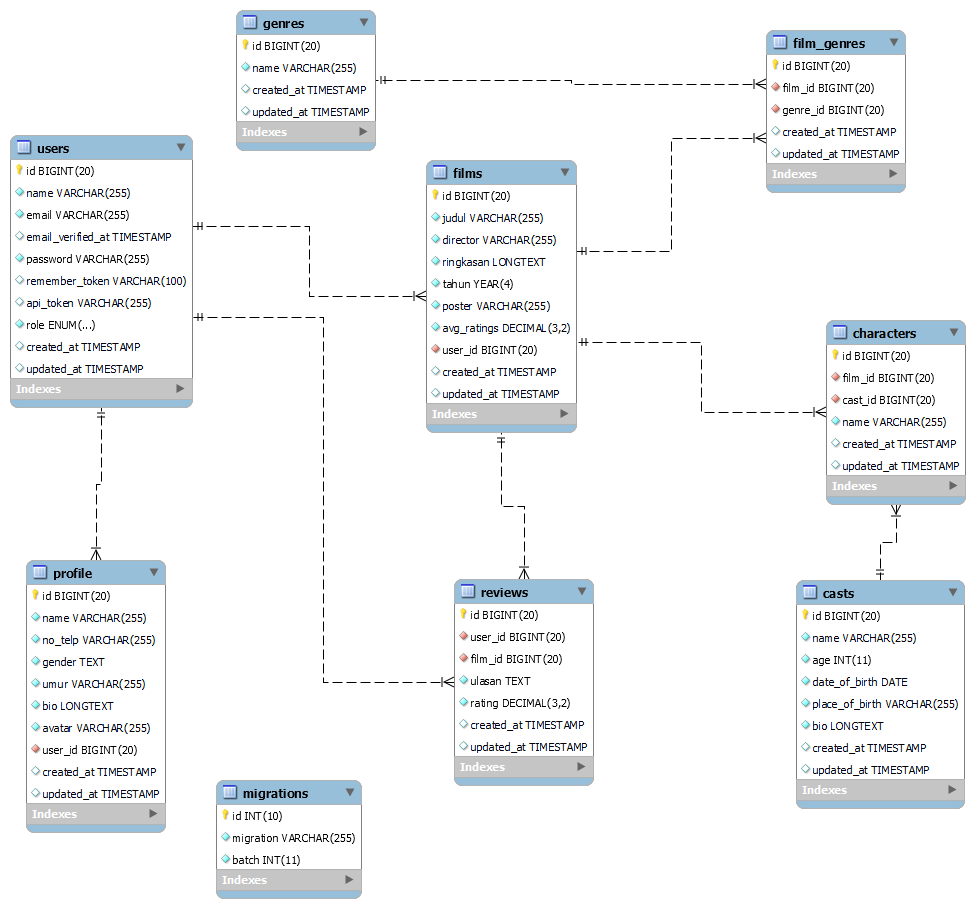 genres
id BIGINT(20)
name VARCHAR(255)
created_at TIMESTAMP
updated_at TIMESTAMP
Indexes
film_genres
id BIGINT(20)
film_id BIGINT(20)
genre_id BIGINT(20)
created_at TIMESTAMP
updated_at TIMESTAMP
Indexes
users
id BIGINT(20)
name VARCHAR(255)
email VARCHAR(255)
email_verified_at TIMESTAMP
password VARCHAR(255)
remember_token VARCHAR(100)
api_token VARCHAR(255)
role ENUM(...)
created_at TIMESTAMP
updated_at TIMESTAMP
Indexes
films
id BIGINT(20)
judul VARCHAR(255)
director VARCHAR(255)
ringkasan LONGTEXT
tahun YEAR(4)
poster VARCHAR(255)
avg_ratings DECIMAL(3,2)
user_id BIGINT(20)
created_at TIMESTAMP
updated_at TIMESTAMP
Indexes
characters
id BIGINT(20)
film_id BIGINT(20)
cast_id BIGINT(20)
name VARCHAR(255)
created_at TIMESTAMP
updated_at TIMESTAMP
Indexes
profile
id BIGINT(20)
name VARCHAR(255)
no_telp VARCHAR(255)
gender TEXT
umur VARCHAR(255)
bio LONGTEXT
avatar VARCHAR(255)
user_id BIGINT(20)
created_at TIMESTAMP
updated_at TIMESTAMP
Indexes
reviews
id BIGINT(20)
user_id BIGINT(20)
film_id BIGINT(20)
ulasan TEXT
rating DECIMAL(3,2)
created_at TIMESTAMP
updated_at TIMESTAMP
Indexes
casts
id BIGINT(20)
name VARCHAR(255)
age INT(11)
date_of_birth DATE
place_of_birth VARCHAR(255)
bio LONGTEXT
created_at TIMESTAMP
updated_at TIMESTAMP
Indexes
migrations
id INT(10)
migration VARCHAR(255)
batch INT(11)
Indexes